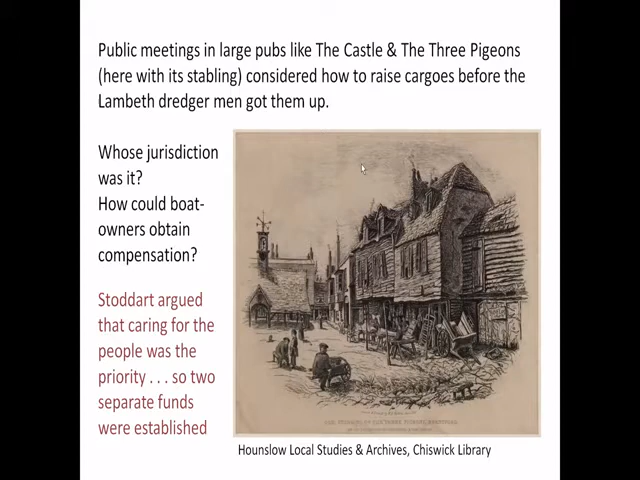 Public meetings in large pubs like The Castle & The Three Pigeons
(here with its stabling) considered how to raise cargoes before the
Lambeth dredger men got them up.
Whose jurisdiction
was it?
How could boat-
owners obtain
compensation?
Stoddart argued
that caring for the
people was the
priority . . . so two
separate funds
were established
Hounslow Local Studies & Archives, Chiswick Library